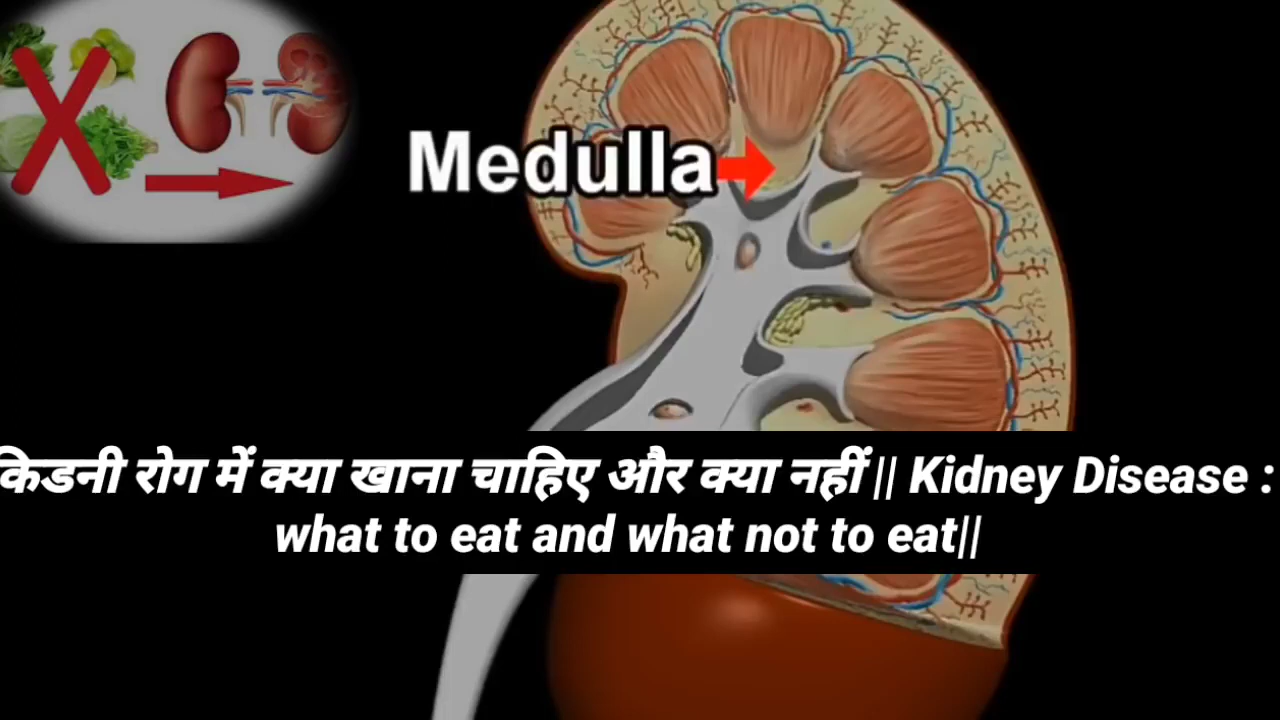 Medulla
किडनी रोग में क्या खाना चाहिए और क्या नहीं || Kidney Disease :
what to eat and what not to eat||